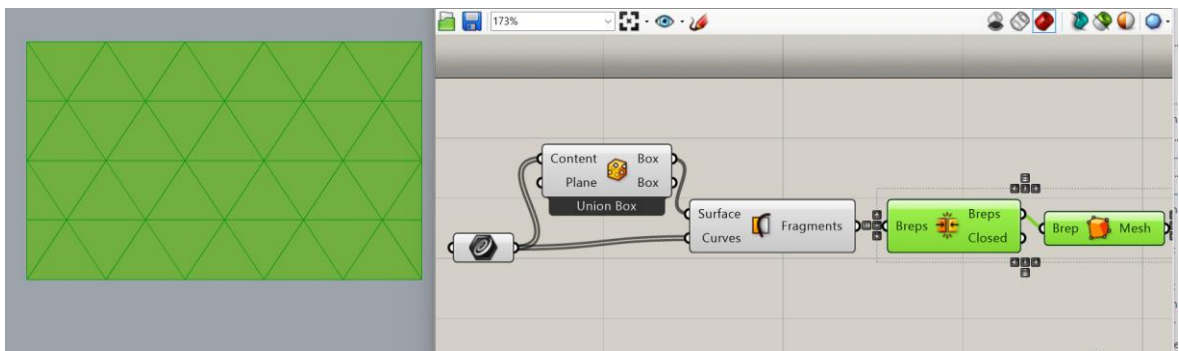 173%
Content Box
Plane Box
Union Box
Surface
Curves
Fragments
Breps
Breps
Closed
Brep Mesh